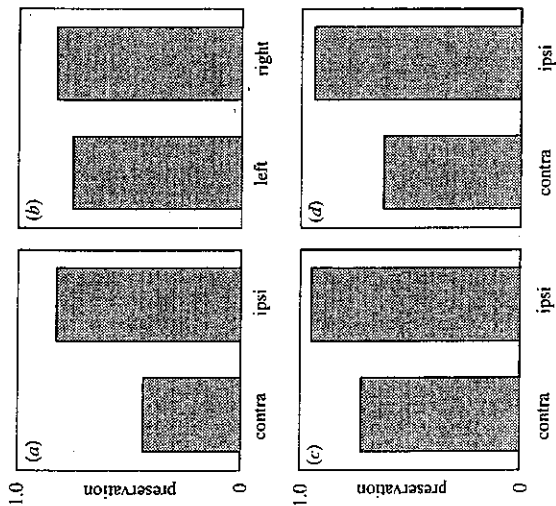 1.0
(a)
preservation
0
contra
ipsi
(b)
left
right
1.0
(c)
preservation
0
contra
ipsi
(d)
contra
ipsi